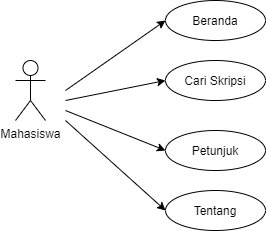 Beranda
Cari Skripsi
Mahasiswa
Petunjuk
Tentang